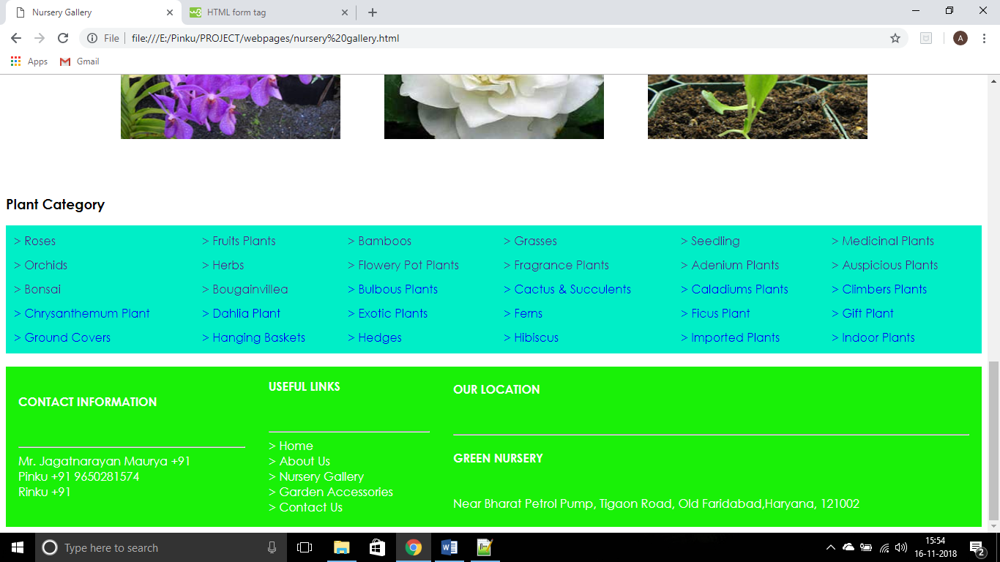 Nursery Gallery
HTML form tag
File
file:///E:/Pinku/PROJECT/webpages/nursery%20gallery.html
A
Apps
Gmail
Plant Category
> Roses > Fruits Plants > Bamboos > Grasses > Seedling > Medicinal Plants
> Orchids > Herbs > Flowery Pot Plants > Fragrance Plants > Adenium Plants > Auspicious Plants
> Bonsai > Bougainvillea > Bulbous Plants > Cactus & Succulents > Caladiums Plants > Climbers Plants
> Chrysanthemum Plant > Dahlia Plant > Exotic Plants > Ferns > Ficus Plant > Gift Plant
> Ground Covers > Hanging Baskets > Hedges > Hibiscus > Imported Plants > Indoor Plants
CONTACT INFORMATION
Mr. Jagatnarayan Maurya +91
Pinku +91 9650281574
Rinku +91
USEFUL LINKS
> Home
> About Us
> Nursery Gallery
> Garden Accessories
> Contact Us
OUR LOCATION
GREEN NURSERY
Near Bharat Petrol Pump, Tigaon Road, Old Faridabad,Haryana, 121002
Type here to search
15:54
16-11-2018
2